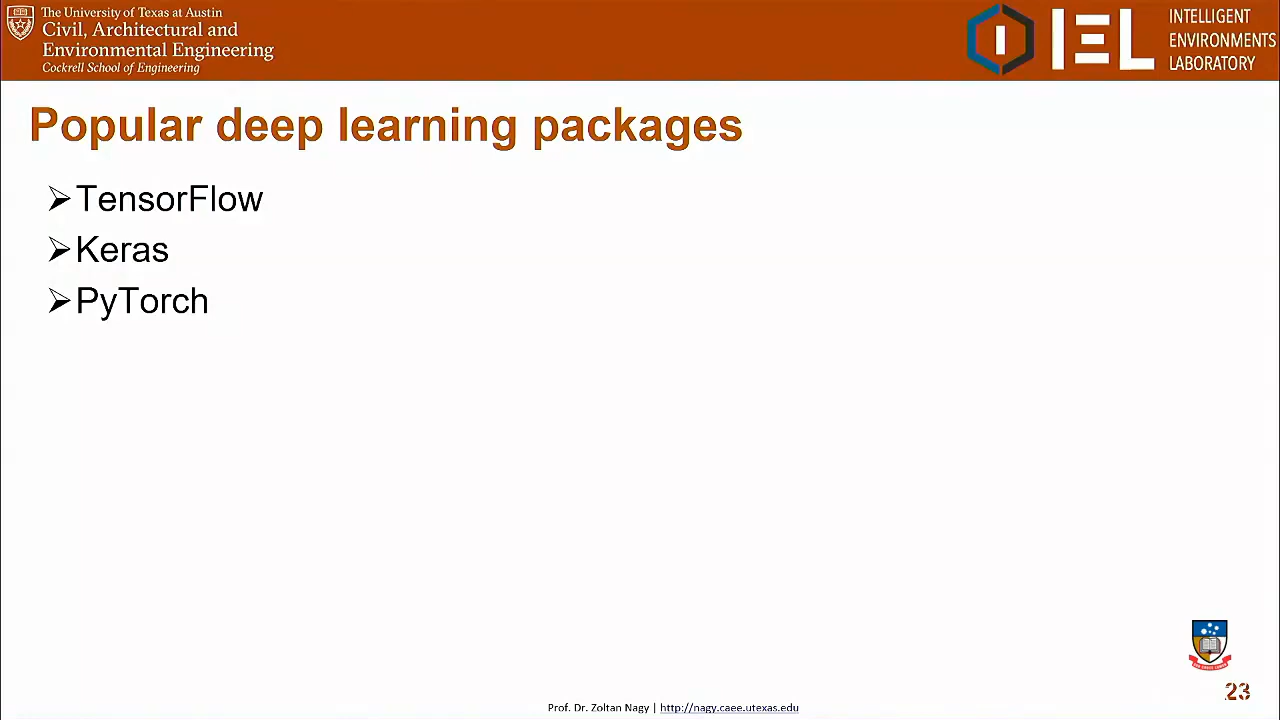 The University of Texas at Austin
Civil, Architectural and
Environmental Engineering
Cockrell School of Engineering
IEL
INTELLIGENT
ENVIRONMENTS
LABORATORY
Popular deep learning packages
➢TensorFlow
➢Keras
➢PyTorch
23
Prof. Dr. Zoltan Nagy | http://nagy.caee.utexas.edu